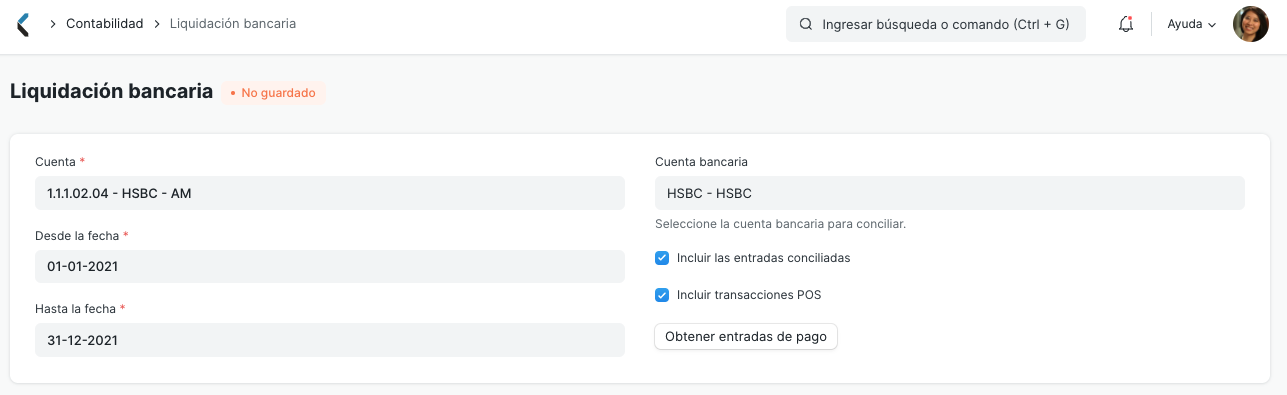 Contabilidad Liquidación bancaria Ingresar búsqueda o comando (Ctrl + G) Ayuda
Liquidación bancaria • No guardado
Cuenta *
1.1.1.02.04 - HSBC - AM
Desde la fecha *
01-01-2021
Hasta la fecha *
31-12-2021
Cuenta bancaria
HSBC - HSBC
Seleccione la cuenta bancaria para conciliar.
Incluir las entradas conciliadas
Incluir transacciones POS
Obtener entradas de pago